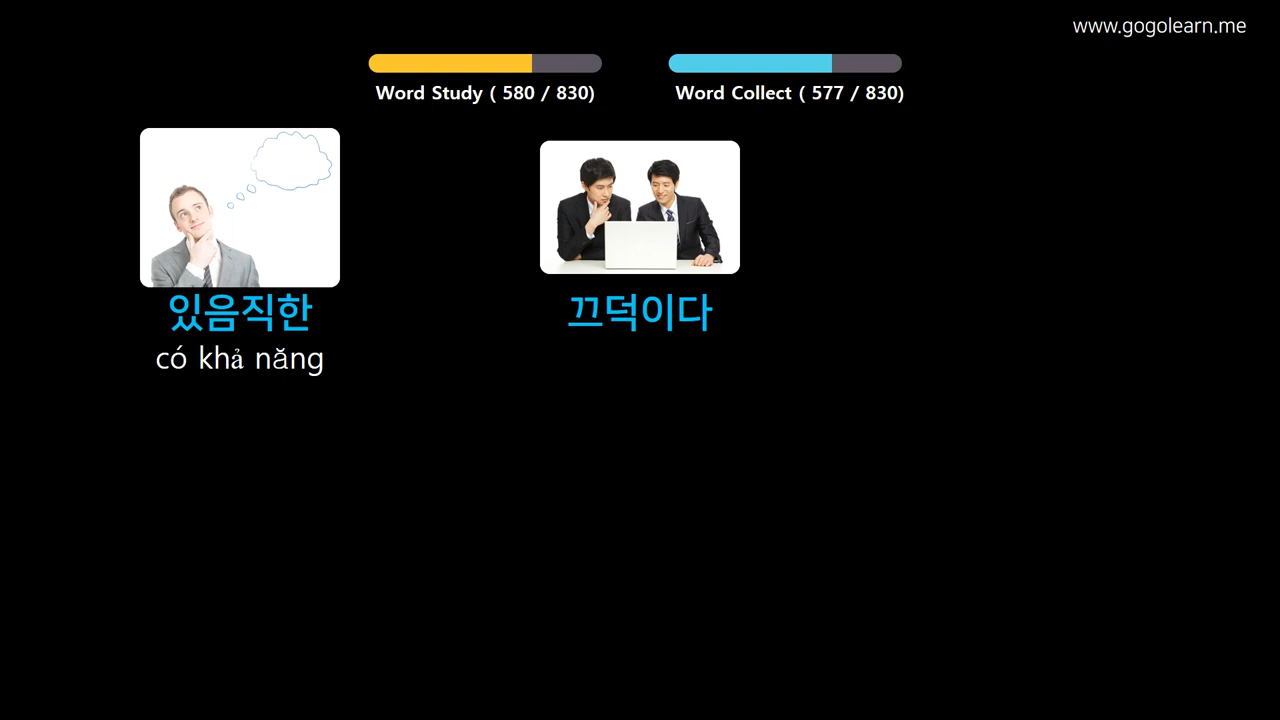 www.gogolearn.me
Word Study ( 580 / 830)
Word Collect ( 577 / 830)
있음직한
có khả năng
끄덕이다